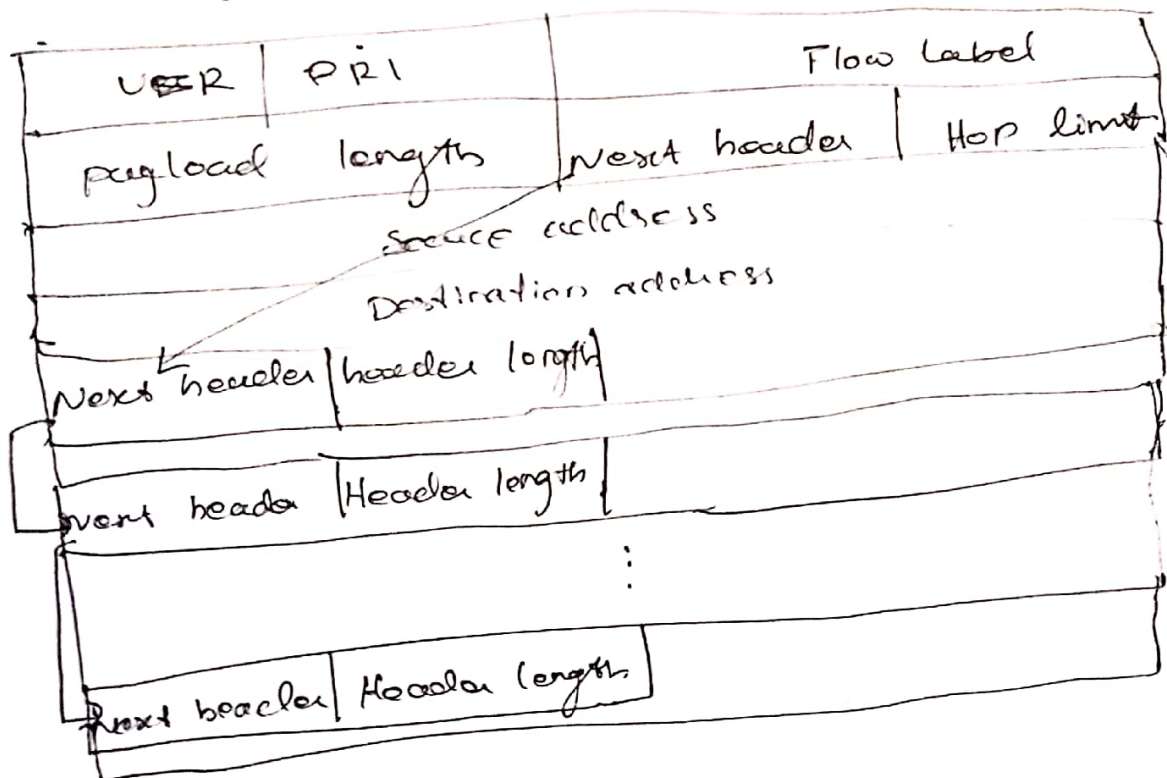 VER PRI Flow Label
payload length Next header Hop limit
Source address
Destination address
Next header header length
Next header Header length
Next header Header length